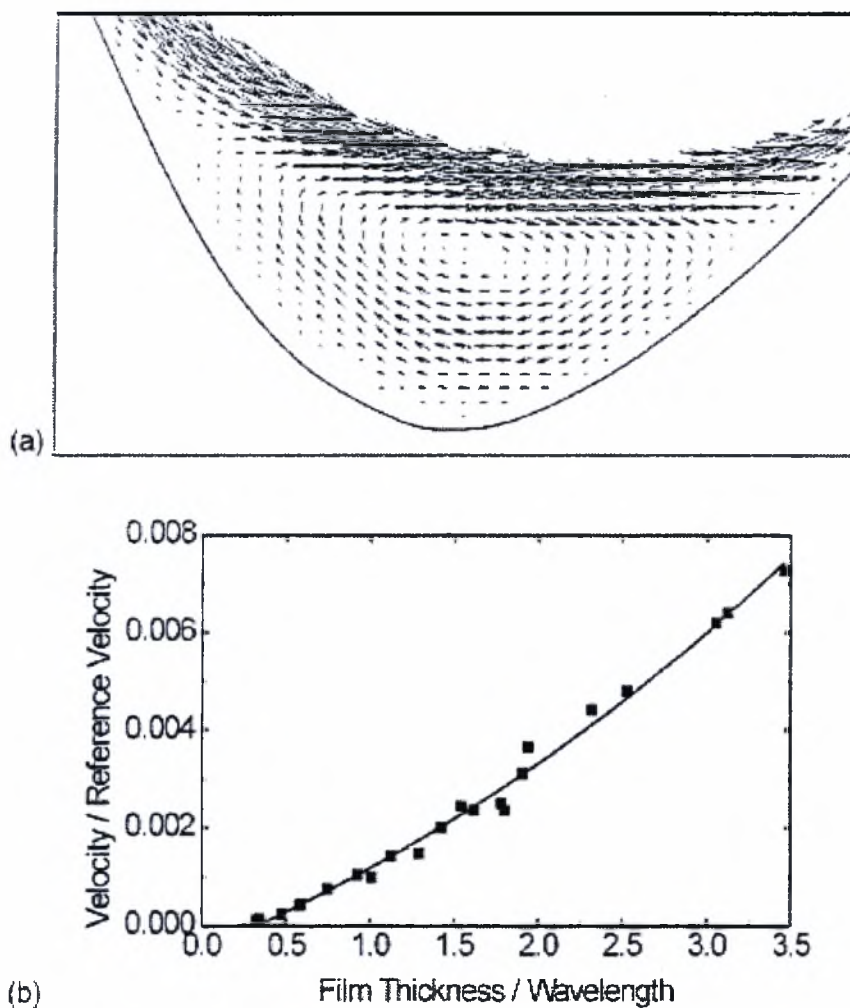 (a)
0.008
0.006
0.004
0.002
0.000
Velocity / Reference Velocity
0.0 0.5 1.0 1.5 2.0 2.5 3.0 3.5
Film Thickness / Wavelength
(b)